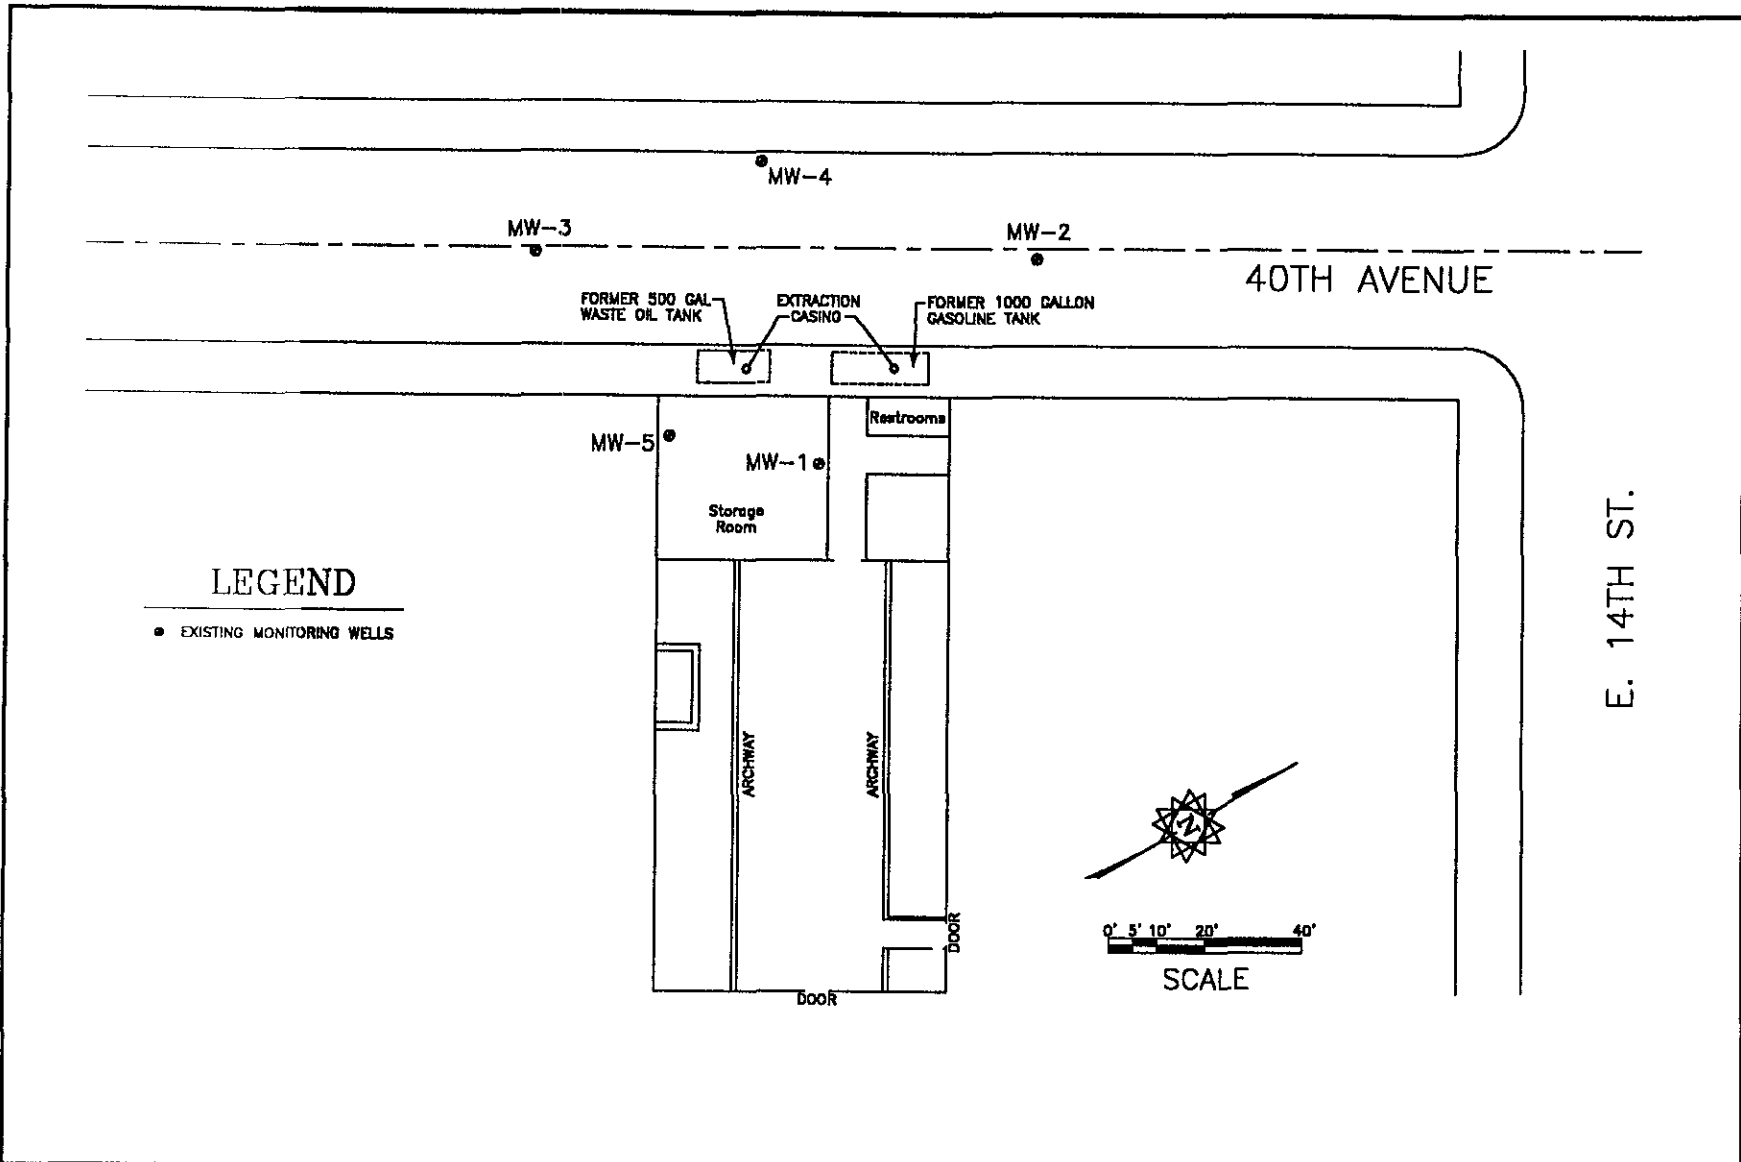 MW-4
MW-3
MW-2
40TH AVENUE
FORMER 500 GAL
WASTE OIL TANK
EXTRACTION
CASING
FORMER 1000 GALLON
GASOLINE TANK
Restrooms
MW-5
MW-1
Storage
Room
E. 14TH ST.
LEGEND
EXISTING MONITORING WELLS
ARCHWAY
ARCHWAY
N
DOOR
0' 5' 10' 20' 40'
SCALE
DOOR